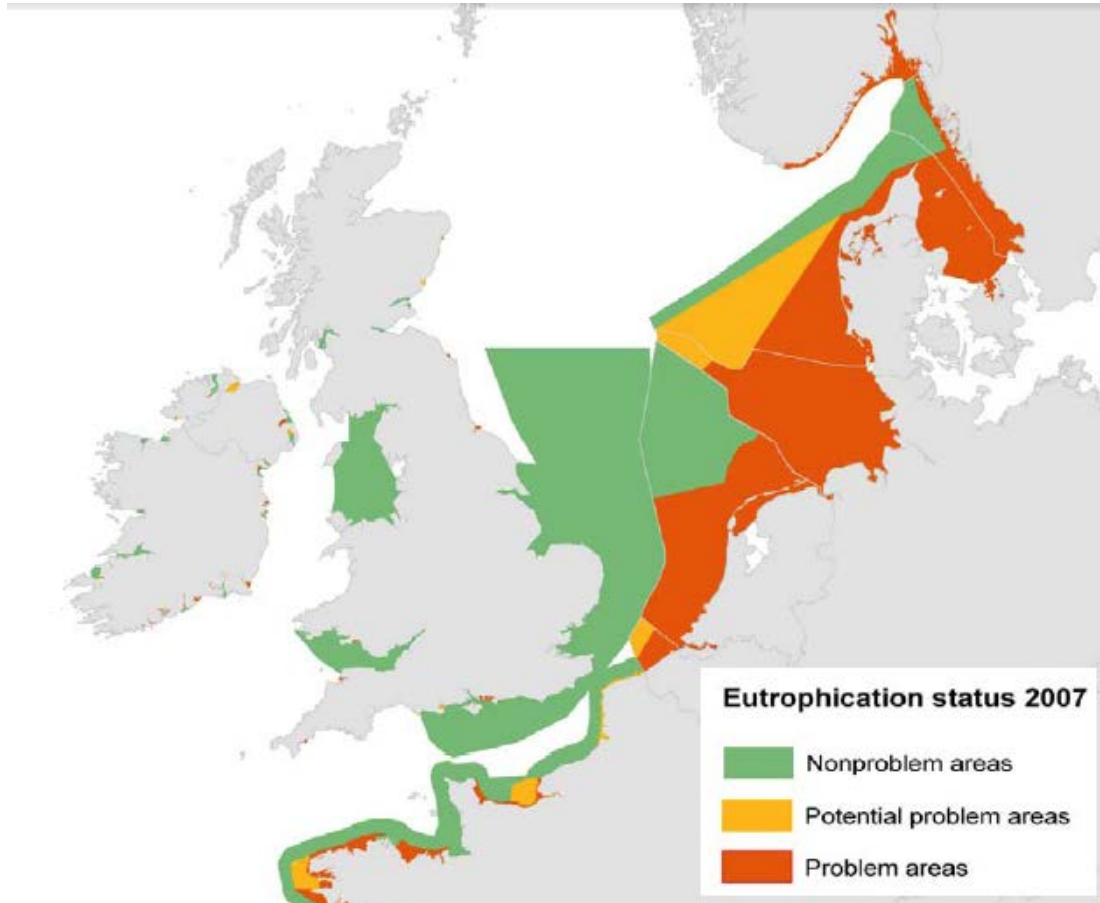 Eutrophication status 2007
Nonproblem areas
Potential problem areas
Problem areas